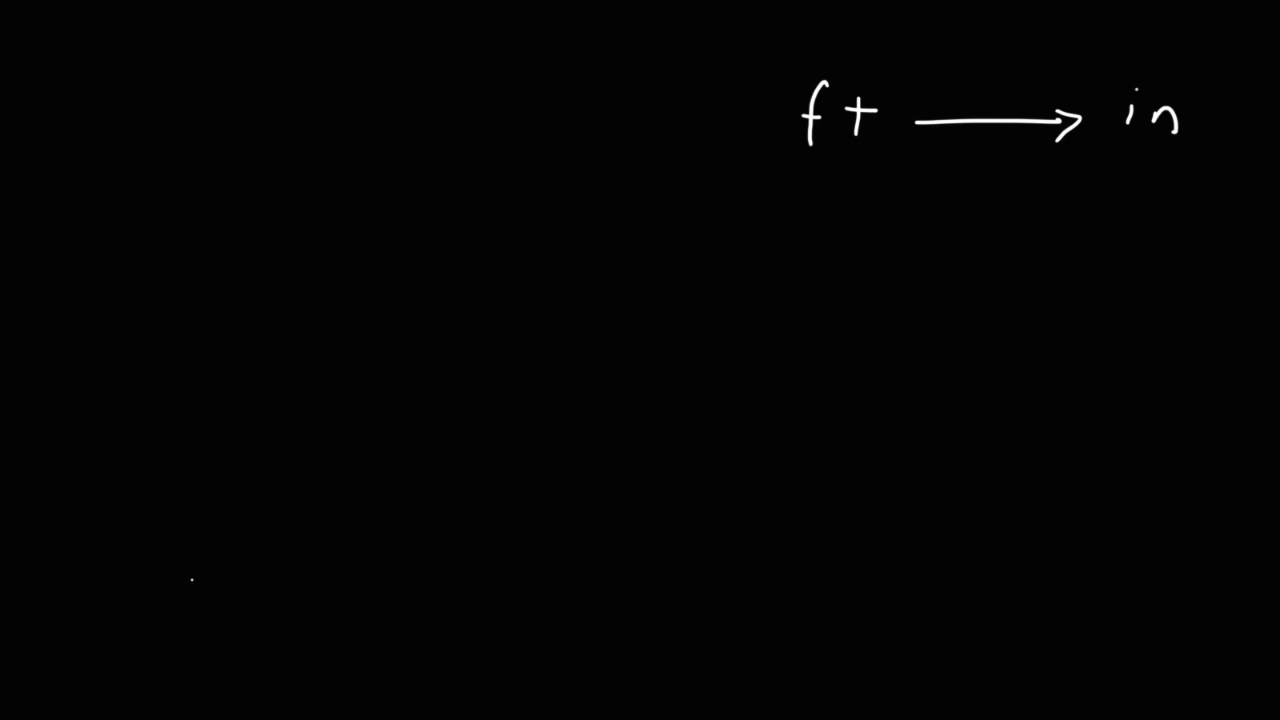 ft → in